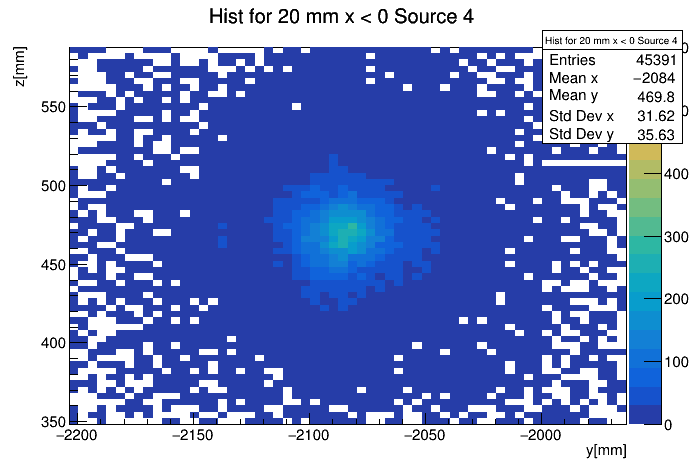 Hist for 20 mm x < 0 Source 4
z[mm]
Hist for 20 mm x < 0 Source 4
Entries 45391
Mean x −2084
Mean y 469.8
Std Dev x 31.62
Std Dev y 35.63
550
500
450
400
350
400
300
200
100
0
−2200 −2150 −2100 −2050 −2000
y[mm]